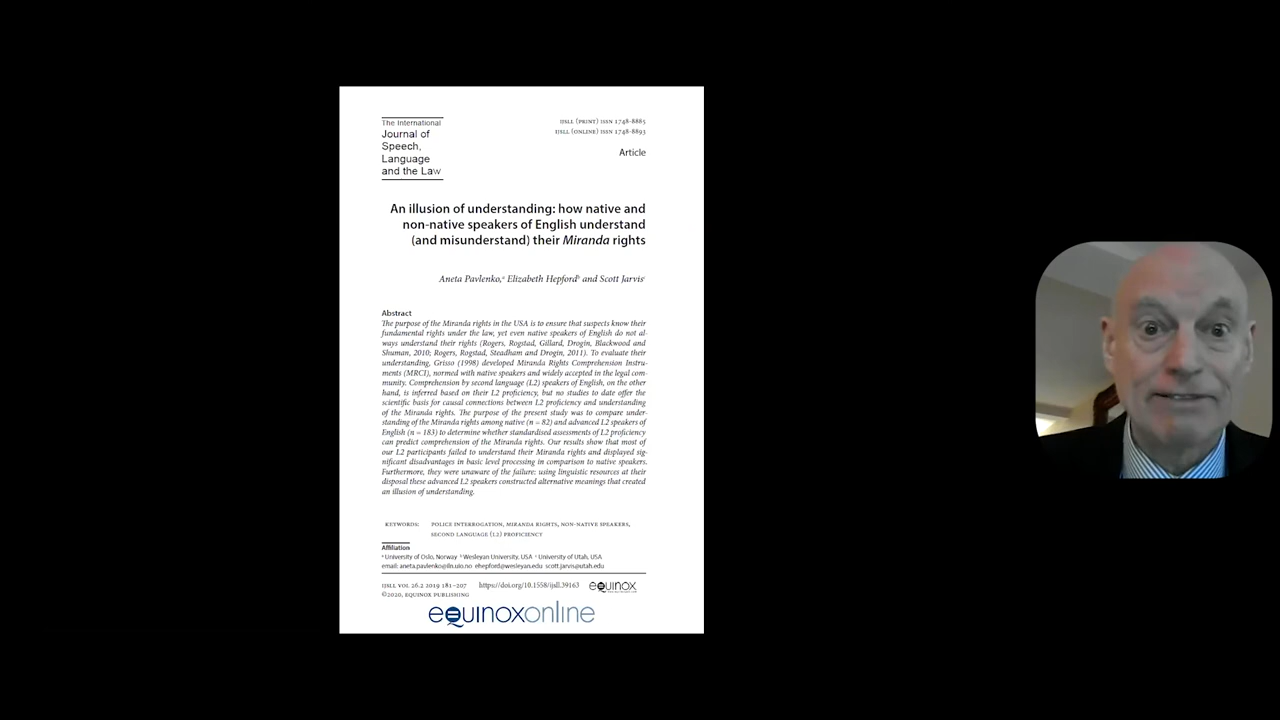 The International
Journal of
Speech,
Language
and the Law
IJSLL (PRINT) ISSN 1748-8885
IJSLL (ONLINE) ISSN 1748-8893
Article
An illusion of understanding: how native and
non-native speakers of English understand
(and misunderstand) their Miranda rights
Aneta Pavlenko,a Elizabeth Hepfordb and Scott Jarvisc
Abstract
The purpose of the Miranda rights in the USA is to ensure that suspects know their
fundamental rights under the law, yet even native speakers of English do not al-
ways understand their rights (Rogers, Rogstad, Gillard, Drogin, Blackwood and
Shuman, 2010; Rogers, Rogstad, Steadham and Drogin, 2011). To evaluate their
understanding, Grisso (1998) developed Miranda Rights Comprehension Instru-
ments (MRCI), normed with native speakers and widely accepted in the legal com-
munity. Comprehension by second language (L2) speakers of English, on the other
hand, is inferred based on their L2 proficiency, but no studies to date offer the
scientific basis for causal connections between L2 proficiency and understanding
of the Miranda rights. The purpose of the present study was to compare under-
standing of the Miranda rights among native (n = 82) and advanced L2 speakers of
English (n = 183) to determine whether standardised assessments of L2 proficiency
can predict comprehension of the Miranda rights. Our results show that most of
our L2 participants failed to understand their Miranda rights and displayed sig-
nificant disadvantages in basic level processing in comparison to native speakers.
Furthermore, they were unaware of the failure: using linguistic resources at their
disposal these advanced L2 speakers constructed alternative meanings that created
an illusion of understanding.
KEYWORDS: POLICE INTERROGATION, MIRANDA RIGHTS, NON-NATIVE SPEAKERS,
SECOND LANGUAGE (L2) PROFICIENCY
Affiliation
a University of Oslo, Norway b Wesleyan University, USA c University of Utah, USA
email: aneta.pavlenko@iln.uio.no ehepford@wesleyan.edu scott.jarvis@utah.edu
IJSLL VOL 26.2 2019 181–207 https://doi.org/10.1558/ijsll.39163 equinox
©2020, EQUINOX PUBLISHING
equinoxonline